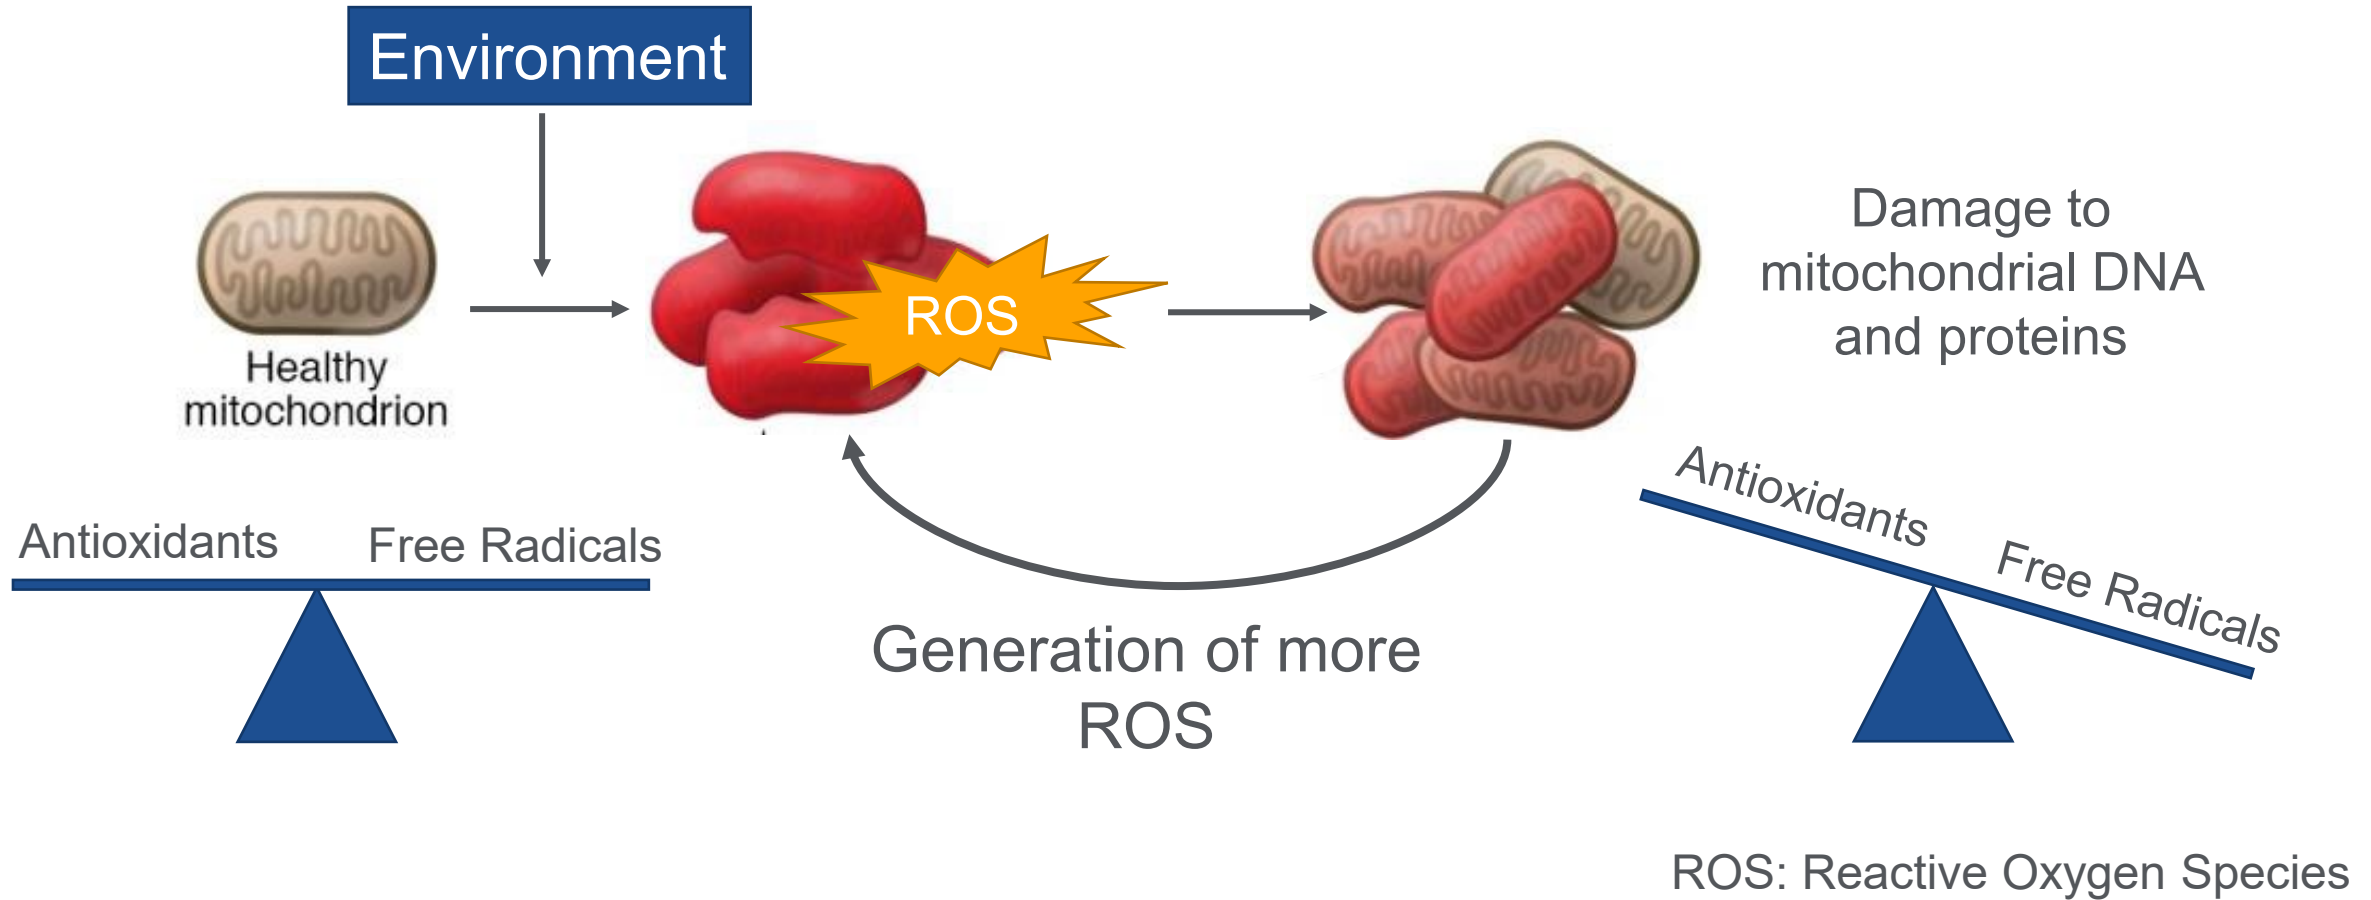 Environment
Healthy
mitochondrion
ROS
Damage to
mitochondrial DNA
and proteins
Antioxidants
Free Radicals
Generation of more
ROS
Antioxidants
Free Radicals
ROS: Reactive Oxygen Species